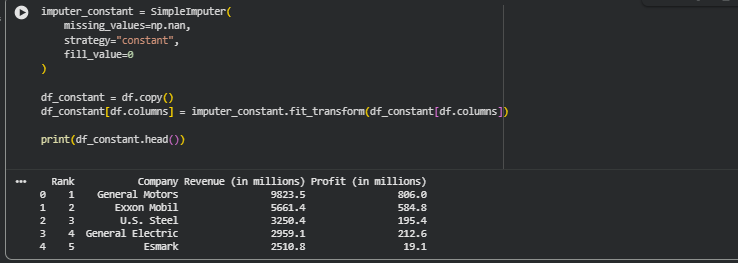 imputer_constant = SimpleImputer(
    missing_values=np.nan,
    strategy="constant",
    fill_value=0
)
df_constant = df.copy()
df_constant[df.columns] = imputer_constant.fit_transform(df_constant[df.columns])
print(df_constant.head())
Rank Company Revenue (in millions) Profit (in millions)
0 1 General Motors 9823.5 806.0
1 2 Exxon Mobil 5661.4 584.8
2 3 U.S. Steel 3250.4 195.4
3 4 General Electric 2959.1 212.6
4 5 Esmark 2510.8 19.1